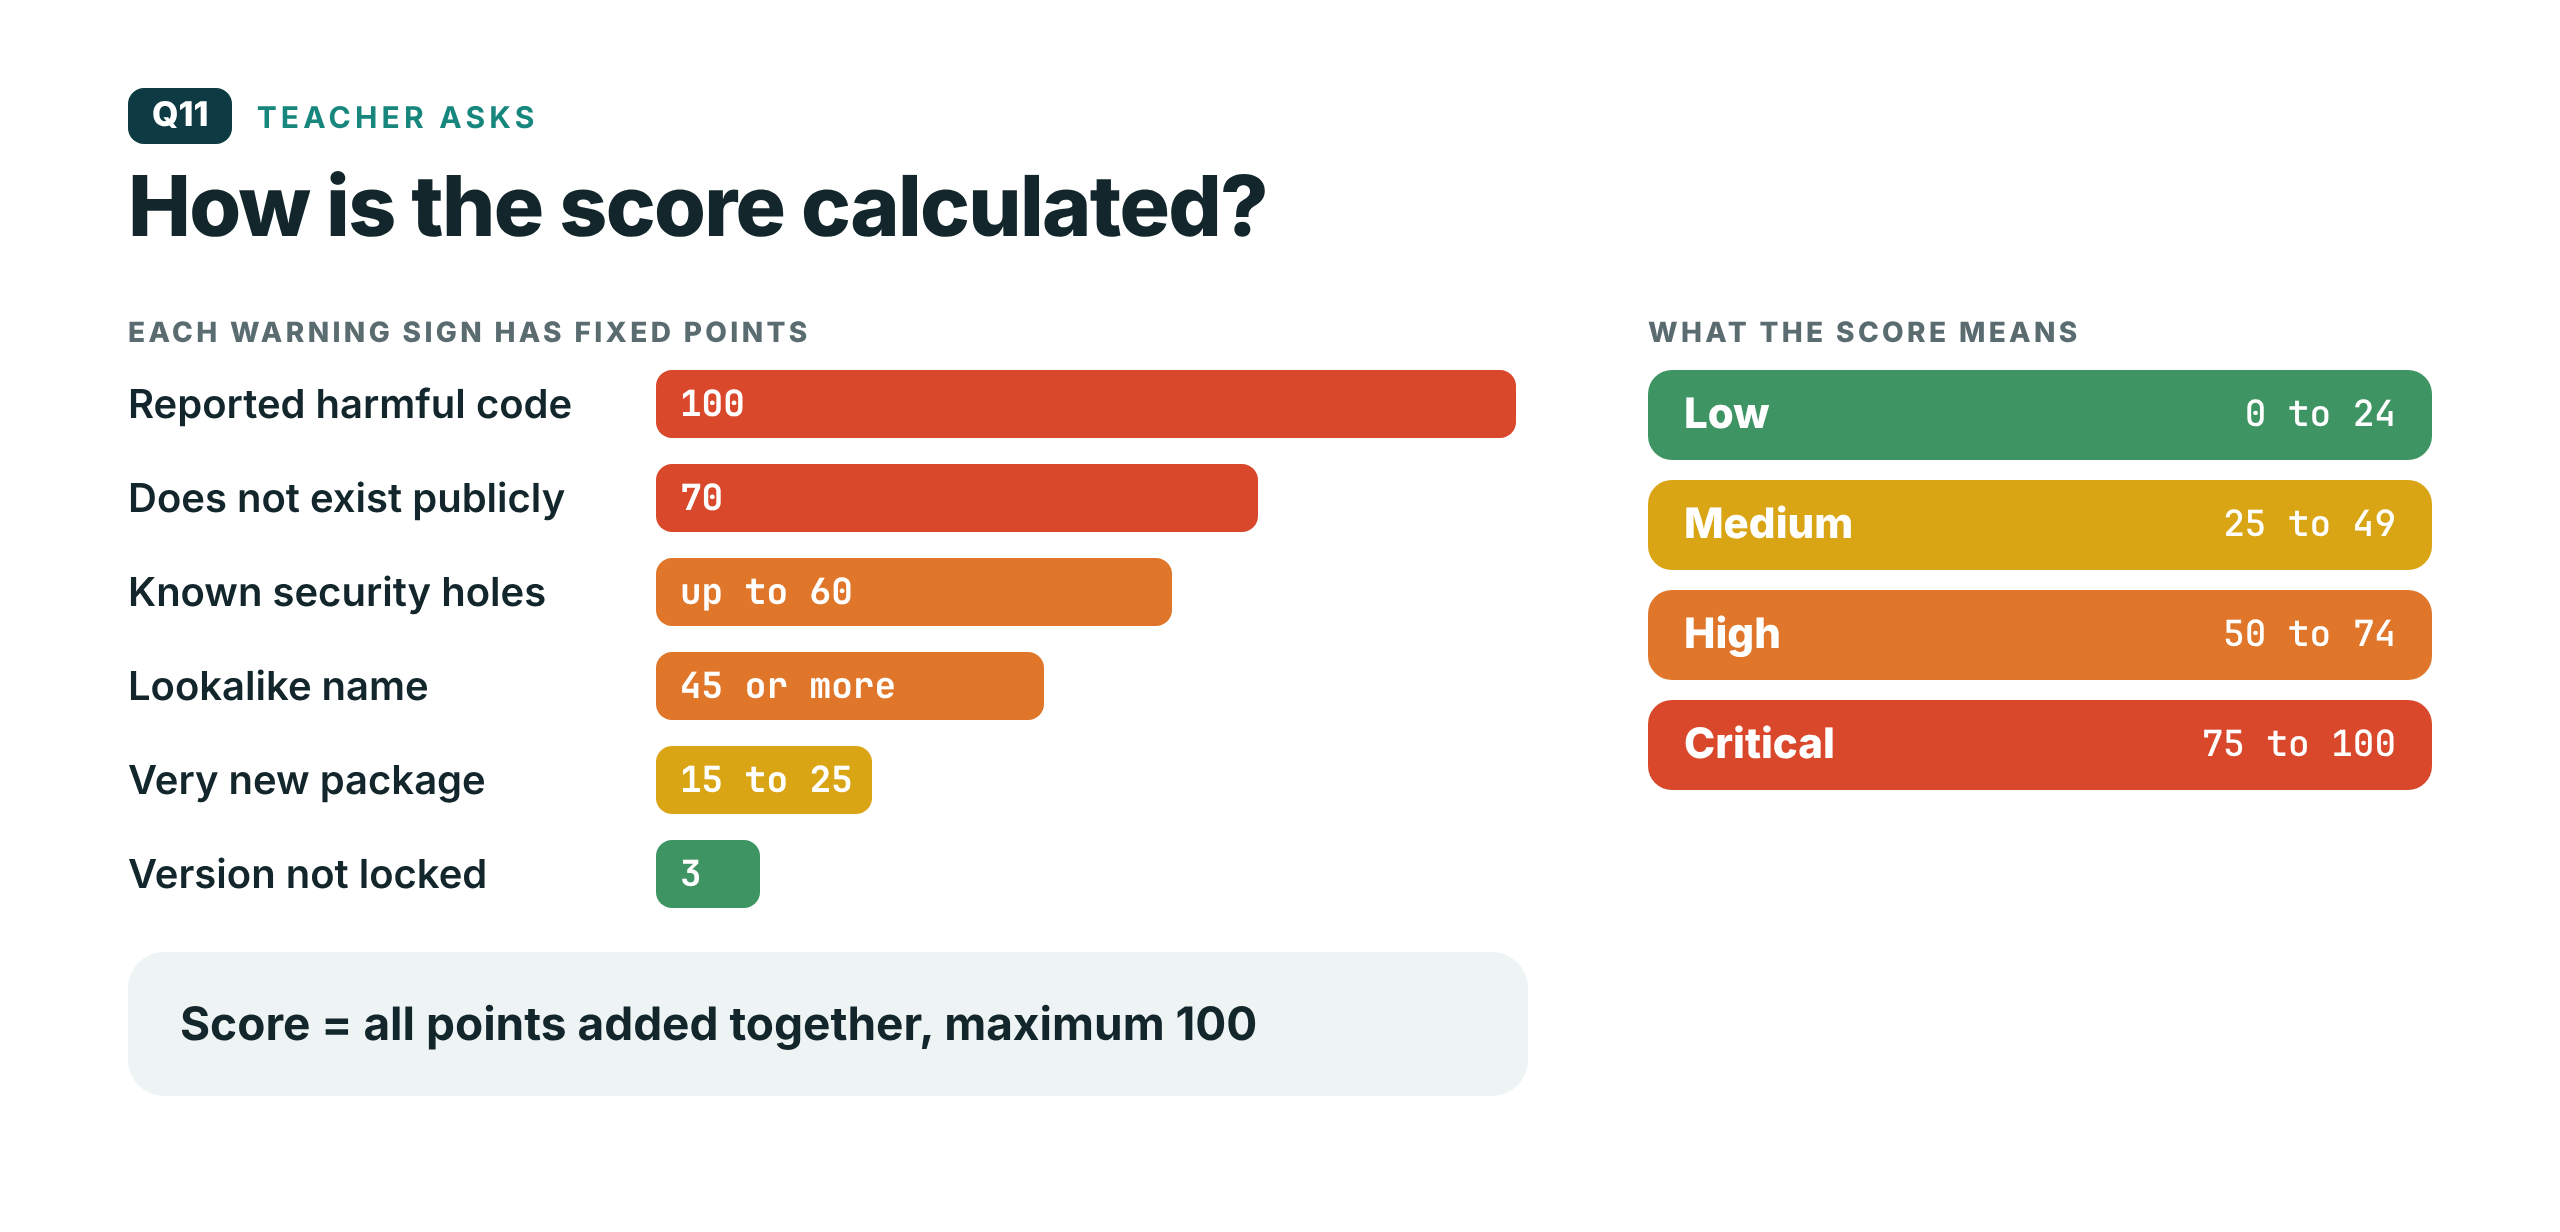 Q11 TEACHER ASKS
How is the score calculated?
EACH WARNING SIGN HAS FIXED POINTS
Reported harmful code 100
Does not exist publicly 70
Known security holes up to 60
Lookalike name 45 or more
Very new package 15 to 25
Version not locked 3
Score = all points added together, maximum 100
WHAT THE SCORE MEANS
Low 0 to 24
Medium 25 to 49
High 50 to 74
Critical 75 to 100